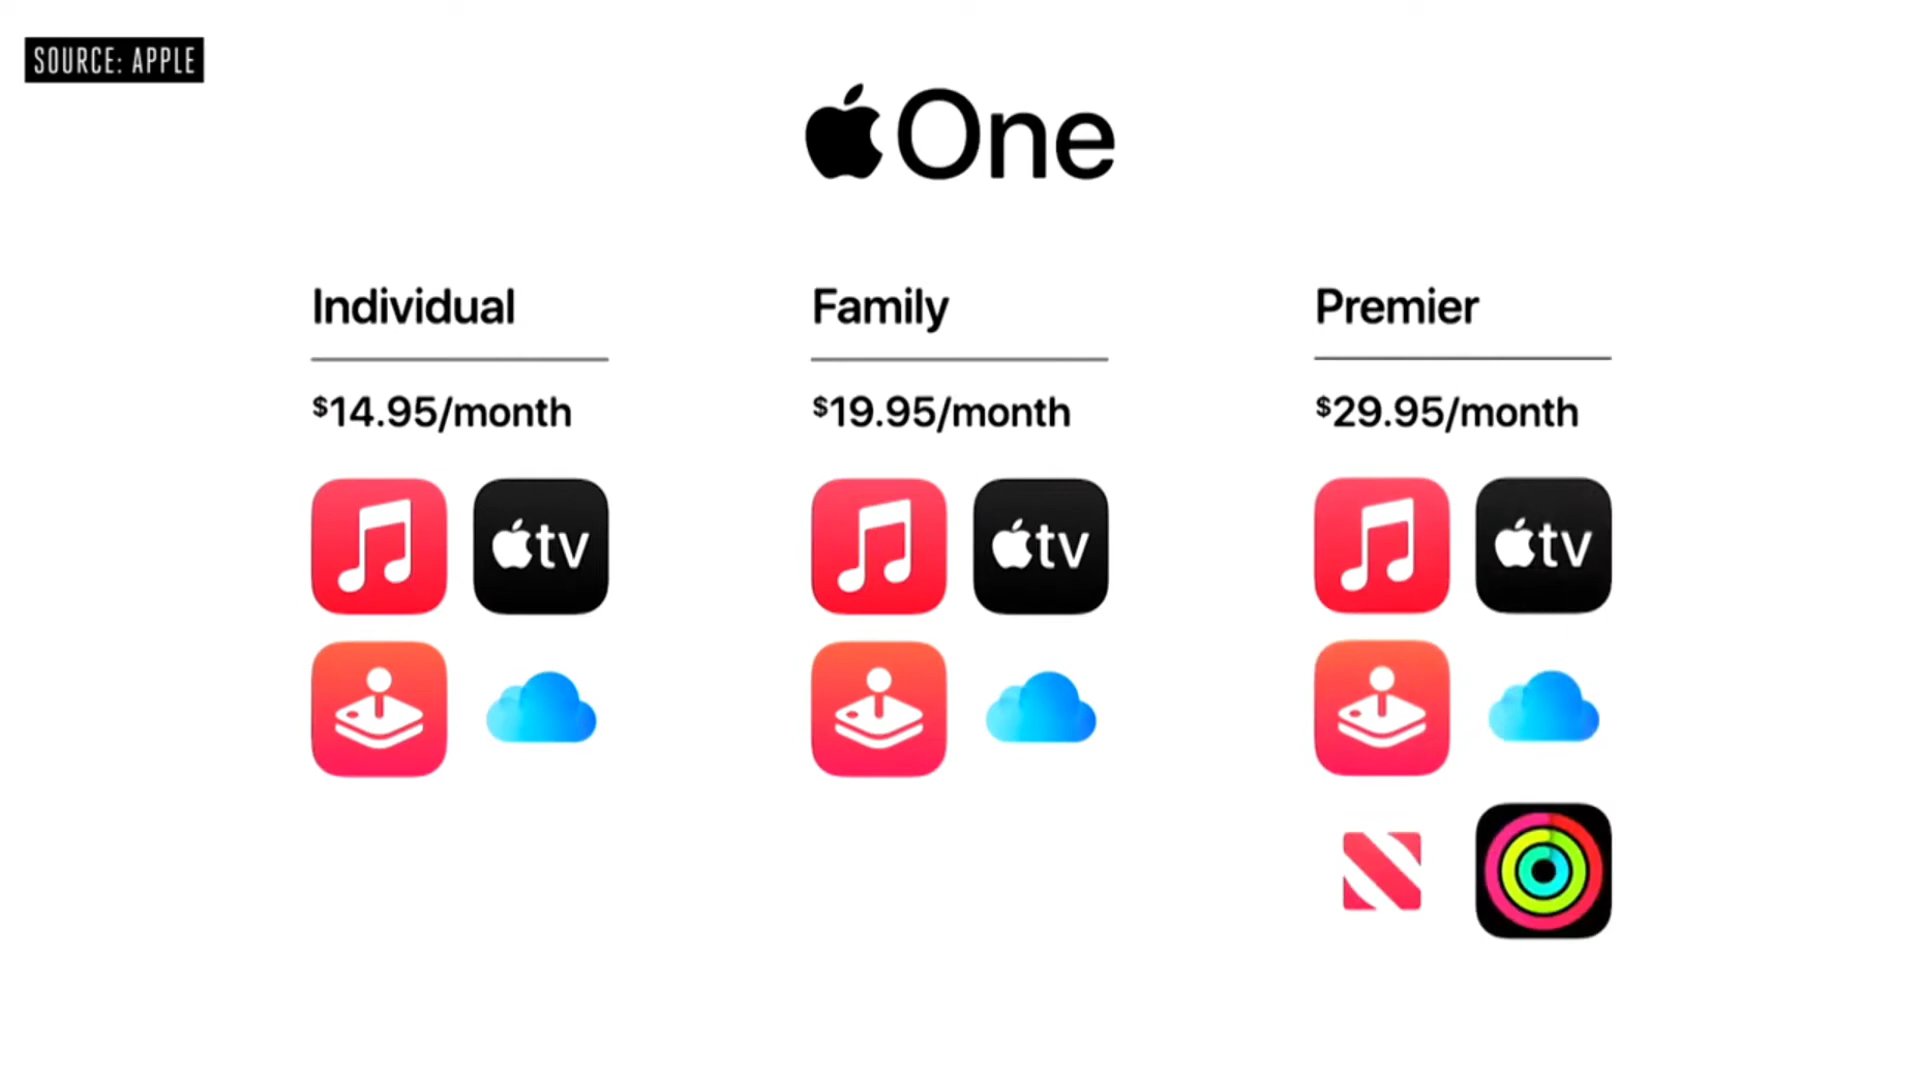 SOURCE: APPLE
One
Individual
$14.95/month
tv
Family
$19.95/month
tv
Premier
$29.95/month
tv